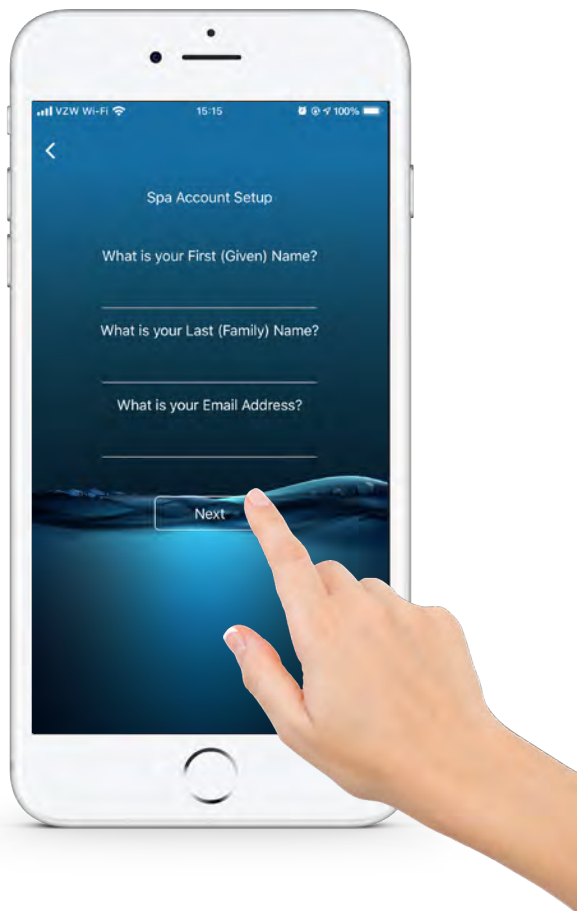 VZW Wi-Fi 15:15 100%
Spa Account Setup
What is your First (Given) Name?
What is your Last (Family) Name?
What is your Email Address?
Next